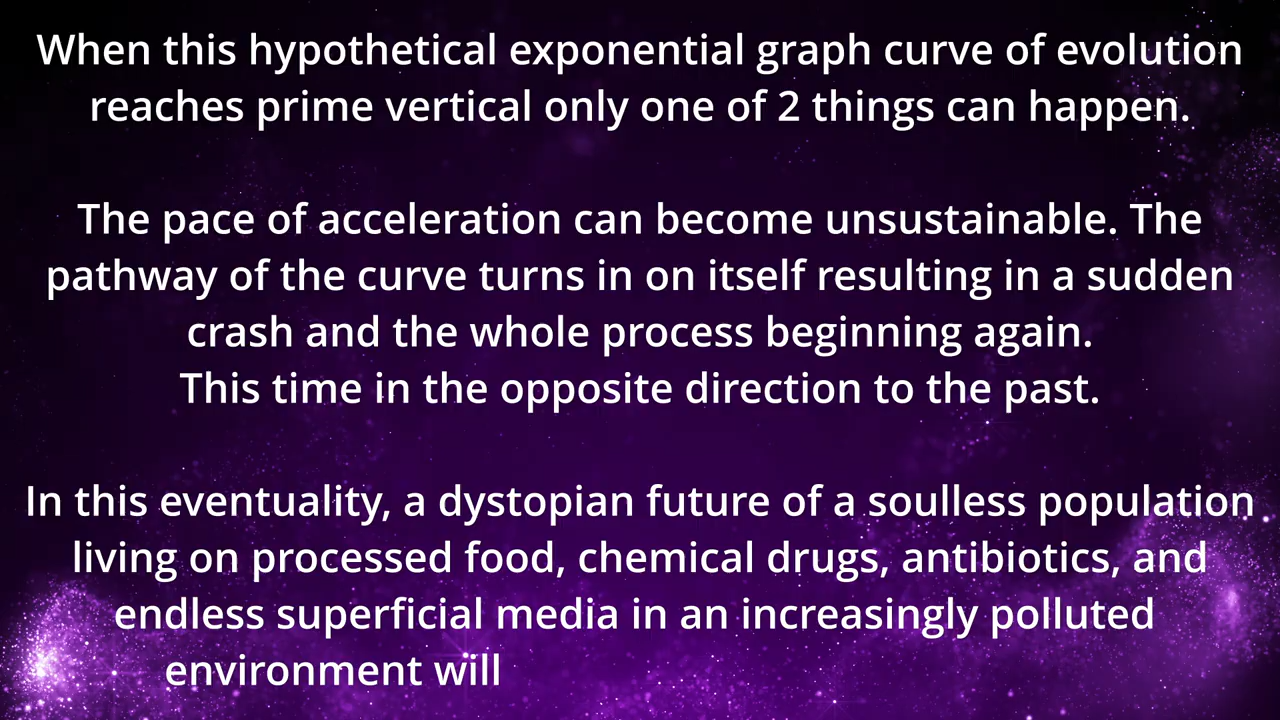 When this hypothetical exponential graph curve of evolution
reaches prime vertical only one of 2 things can happen.
The pace of acceleration can become unsustainable. The
pathway of the curve turns in on itself resulting in a sudden
crash and the whole process beginning again.
This time in the opposite direction to the past.
In this eventuality, a dystopian future of a soulless population
living on processed food, chemical drugs, antibiotics, and
endless superficial media in an increasingly polluted
environment will